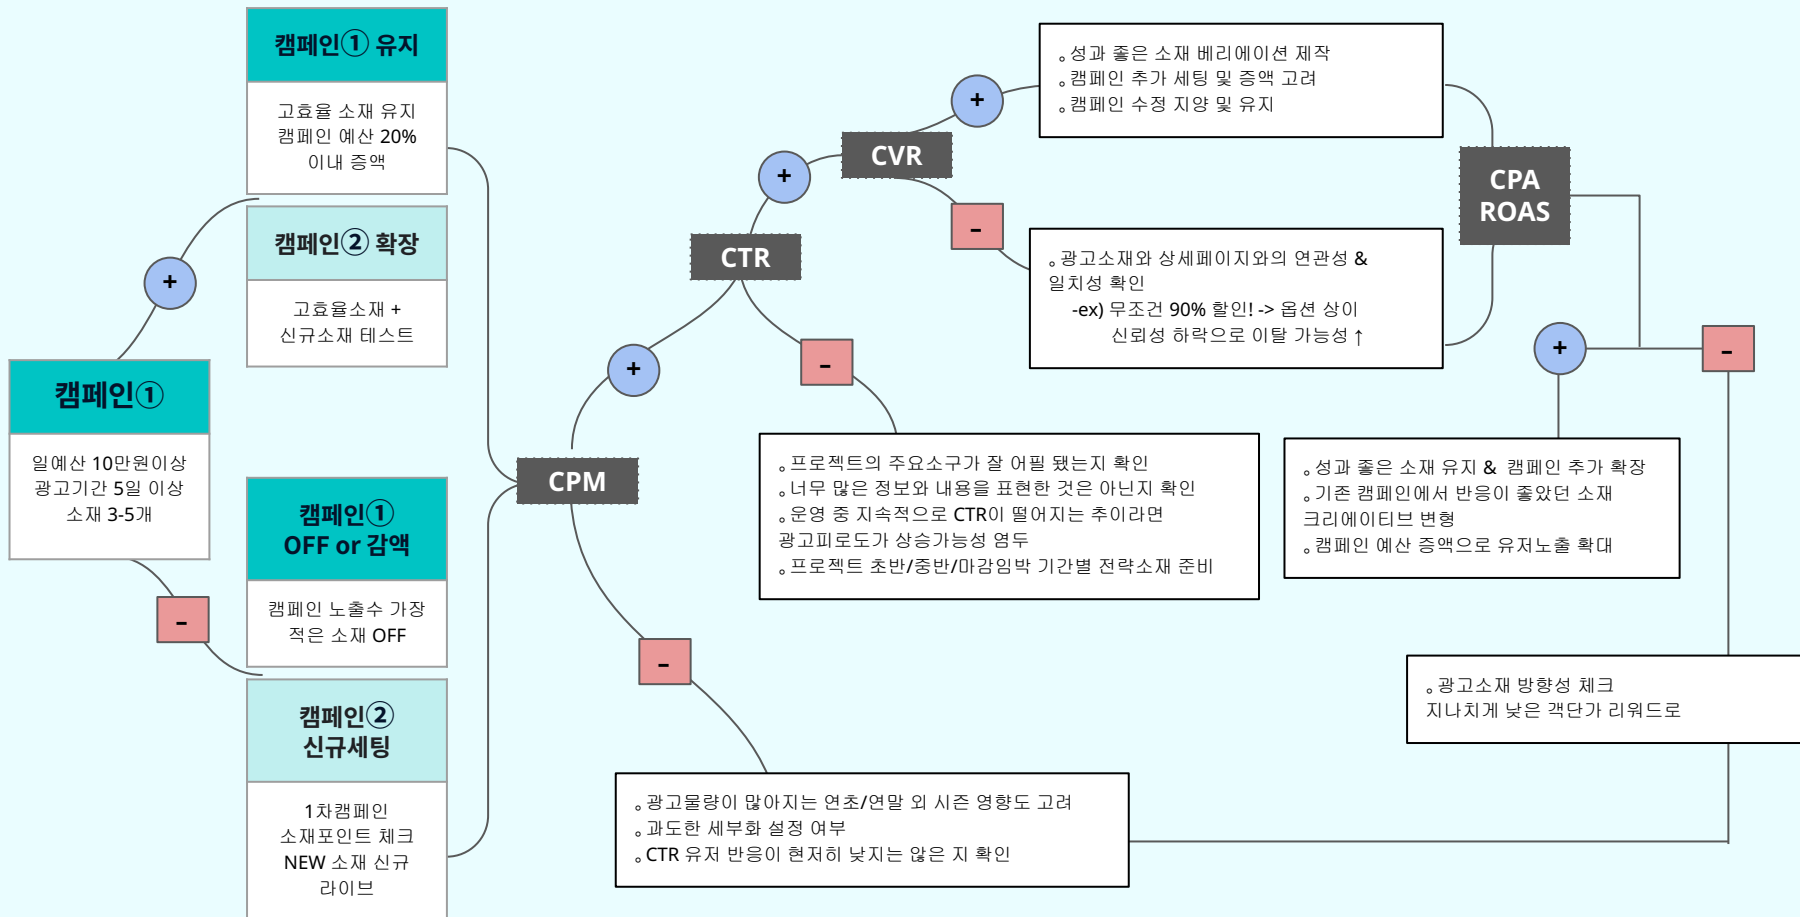 캠페인① 유지
고효율 소재 유지
캠페인 예산 20%
이내 증액
캠페인② 확장
고효율소재 +
신규소재 테스트
+
캠페인①
일예산 10만원이상
광고기간 5일 이상
소재 3-5개
-
캠페인①
OFF or 감액
캠페인 노출수 가장
적은 소재 OFF
캠페인②
신규세팅
1차캠페인
소재포인트 체크
NEW 소재 신규
라이브
CPM
+
-
CTR
+
-
CVR
+
-
。성과 좋은 소재 베리에이션 제작
。캠페인 추가 세팅 및 증액 고려
。캠페인 수정 지양 및 유지
。광고소재와 상세페이지와의 연관성 &
일치성 확인
-ex) 무조건 90% 할인! -> 옵션 상이
신뢰성 하락으로 이탈 가능성 ↑
CPA
ROAS
+
-
。프로젝트의 주요소구가 잘 어필 됐는지 확인
。너무 많은 정보와 내용을 표현한 것은 아닌지 확인
。운영 중 지속적으로 CTR이 떨어지는 추이라면
광고피로도가 상승가능성 염두
。프로젝트 초반/중반/마감임박 기간별 전략소재 준비
。성과 좋은 소재 유지 & 캠페인 추가 확장
。기존 캠페인에서 반응이 좋았던 소재
크리에이티브 변형
。캠페인 예산 증액으로 유저노출 확대
。광고소재 방향성 체크
지나치게 낮은 객단가 리워드로
。광고물량이 많아지는 연초/연말 외 시즌 영향도 고려
。과도한 세부화 설정 여부
。CTR 유저 반응이 현저히 낮지는 않은 지 확인